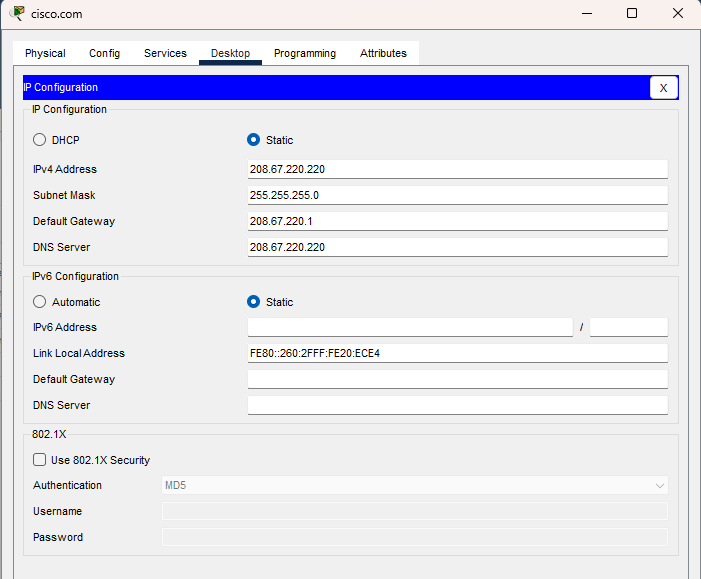 cisco.com
Physical Config Services Desktop Programming Attributes
IP Configuration X
IP Configuration
DHCP Static
IPv4 Address 208.67.220.220
Subnet Mask 255.255.255.0
Default Gateway 208.67.220.1
DNS Server 208.67.220.220
IPv6 Configuration
Automatic Static
IPv6 Address /
Link Local Address FE80::260:2FFF:FE20:ECE4
Default Gateway
DNS Server
802.1X
Use 802.1X Security
Authentication MD5
Username
Password